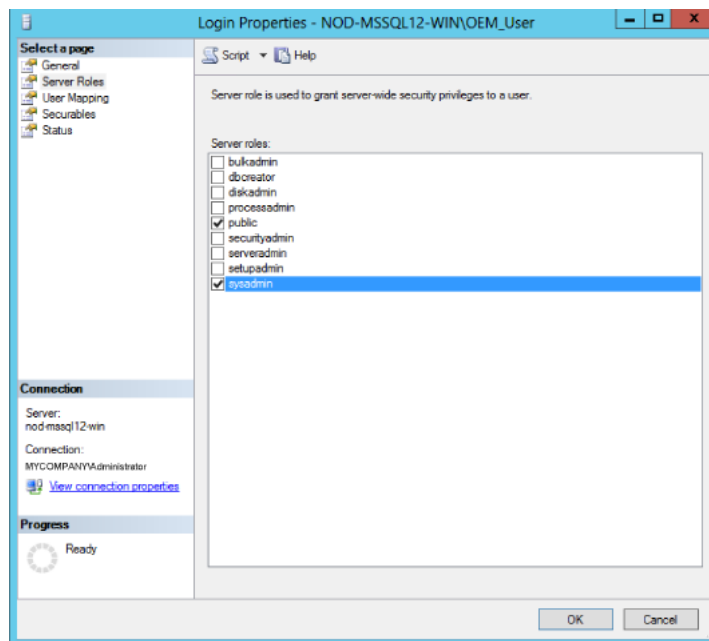 Login Properties - NOD-MSSQL12-WIN\OEM_User
Select a page
General
Server Roles
User Mapping
Securables
Status
Script
Help
Server role is used to grant server-wide security privileges to a user.
Server roles:
bulkadmin
dbcreator
diskadmin
processadmin
public
securityadmin
serveradmin
setupadmin
sysadmin
Connection
Server:
nod-mssql12-win
Connection:
MYCOMPANY\Administrator
View connection properties
Progress
Ready
OK
Cancel